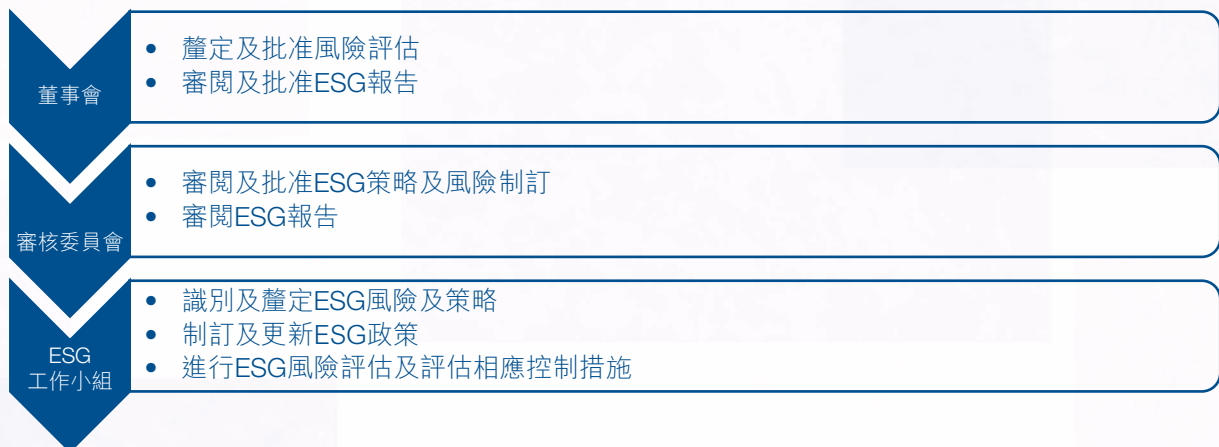 董事會
• 釐定及批准風險評估
• 審閱及批准ESG報告
審核委員會
• 審閱及批准ESG策略及風險制訂
• 審閱ESG報告
ESG
工作小組
• 識別及釐定ESG風險及策略
• 制訂及更新ESG政策
• 進行ESG風險評估及評估相應控制措施